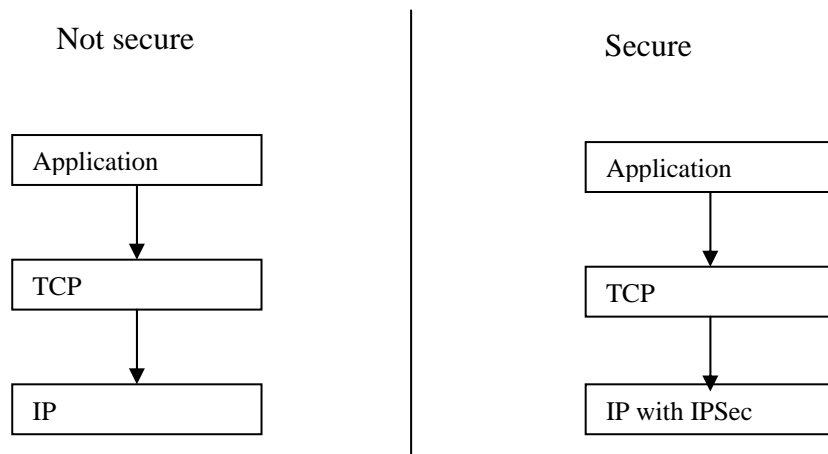 Not secure
Application
TCP
IP
Secure
Application
TCP
IP with IPSec